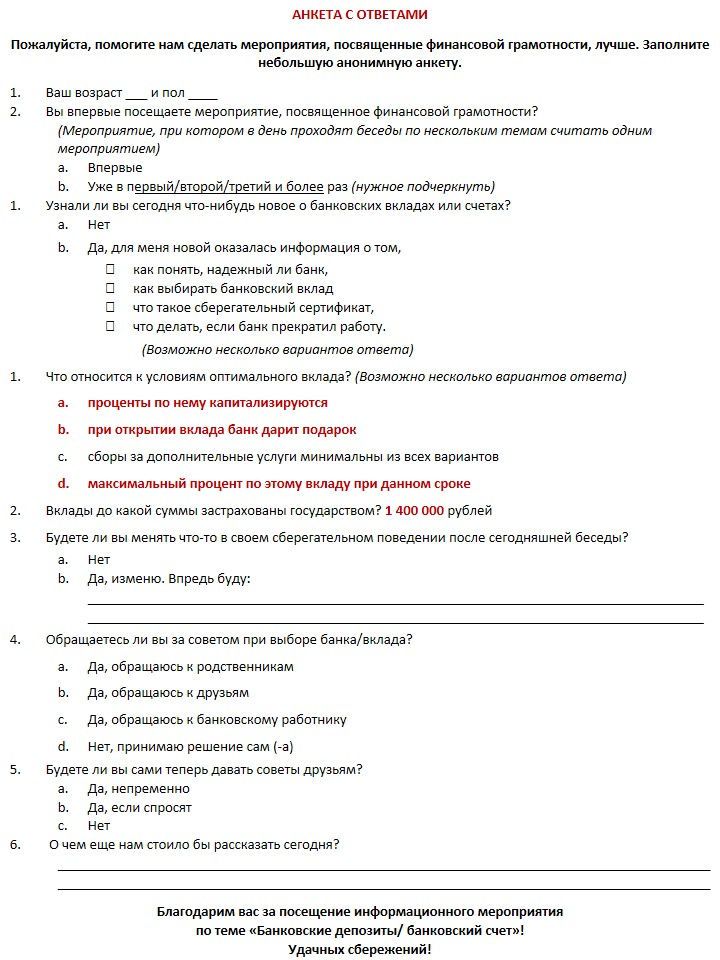 АНКЕТА С ОТВЕТАМИ
Пожалуйста, помогите нам сделать мероприятия, посвященные финансовой грамотности, лучше. Заполните
небольшую анонимную анкету.
1. Ваш возраст ___ и пол ____
2. Вы впервые посещаете мероприятие, посвященное финансовой грамотности?
(Мероприятие, при котором в день проходят беседы по нескольким темам считать одним
мероприятием)
a. Впервые
b. Уже в первый/второй/третий и более раз (нужное подчеркнуть)
1. Узнали ли вы сегодня что-нибудь новое о банковских вкладах или счетах?
a. Нет
b. Да, для меня новой оказалась информация о том,
как понять, надежный ли банк,
как выбирать банковский вклад
что такое сберегательный сертификат,
что делать, если банк прекратил работу.
(Возможно несколько вариантов ответа)
1. Что относится к условиям оптимального вклада? (Возможно несколько вариантов ответа)
a. проценты по нему капитализируются
b. при открытии вклада банк дарит подарок
c. сборы за дополнительные услуги минимальны из всех вариантов
d. максимальный процент по этому вкладу при данном сроке
2. Вклады до какой суммы застрахованы государством? 1 400 000 рублей
3. Будете ли вы менять что-то в своем сберегательном поведении после сегодняшней беседы?
a. Нет
b. Да, изменю. Впредь буду:
4. Обращаетесь ли вы за советом при выборе банка/вклада?
a. Да, обращаюсь к родственникам
b. Да, обращаюсь к друзьям
c. Да, обращаюсь к банковскому работнику
d. Нет, принимаю решение сам (-а)
5. Будете ли вы сами теперь давать советы друзьям?
a. Да, непременно
b. Да, если спросят
c. Нет
6. О чем еще нам стоило бы рассказать сегодня?
Благодарим вас за посещение информационного мероприятия
по теме «Банковские депозиты/ банковский счет»!
Удачных сбережений!